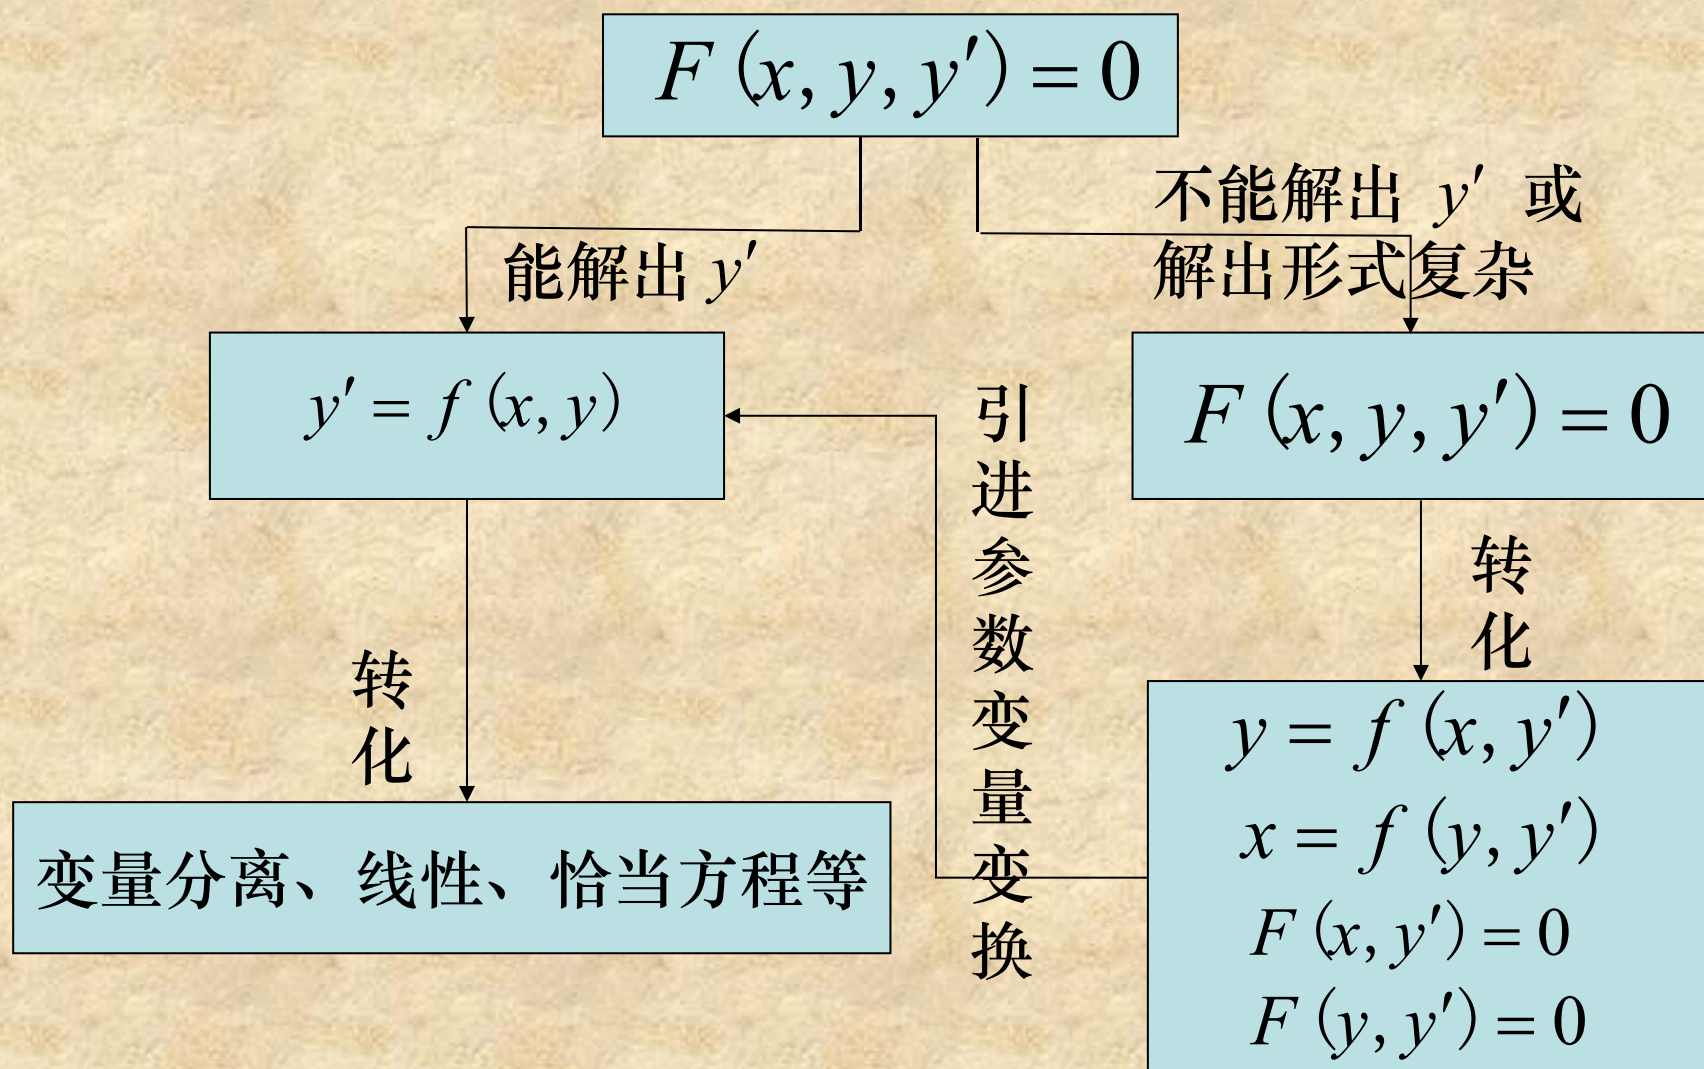 F (x, y, y′) = 0
不能解出 y′ 或
解出形式复杂
能解出 y′
y′ = f (x, y)
F (x, y, y′) = 0
引进参数变量变换
转化
转化
y = f (x, y′)
x = f (y, y′)
F (x, y′) = 0
F (y, y′) = 0
变量分离、线性、恰当方程等